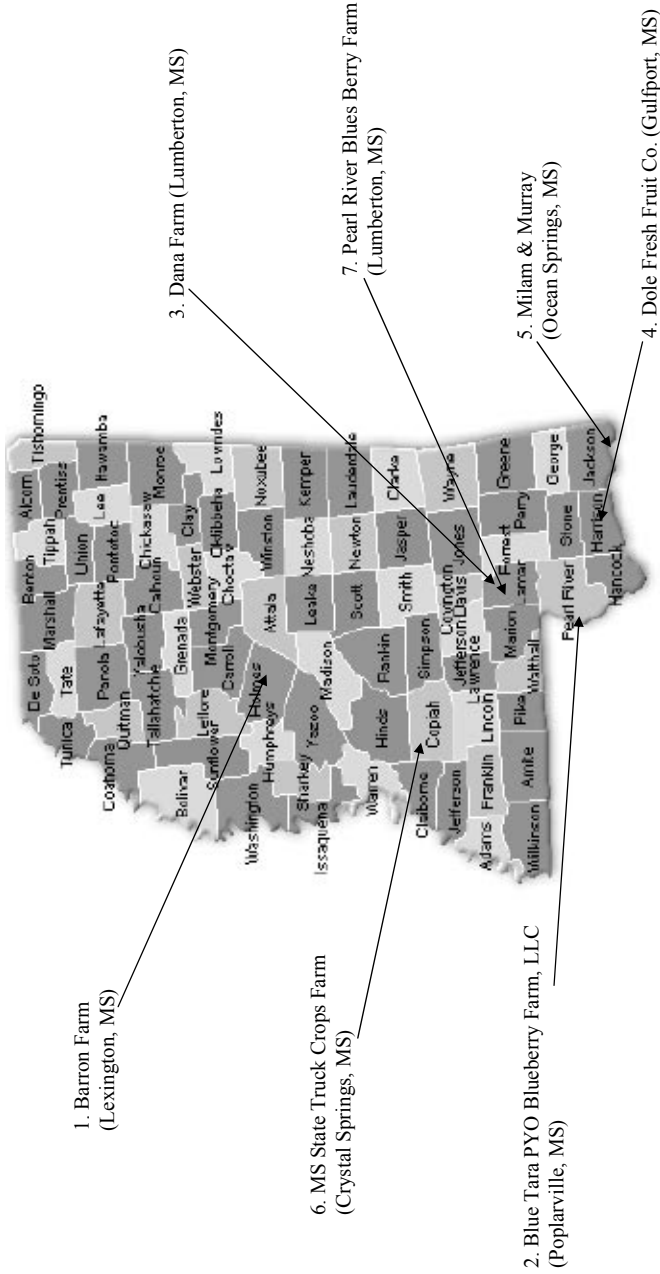 1. Barron Farm
(Lexington, MS)
6. MS State Truck Crops Farm
(Crystal Springs, MS)
2. Blue Tara PYO Blueberry Farm, LLC
(Poplarville, MS)
3. Dana Farm (Lumberton, MS)
7. Pearl River Blues Berry Farm
(Lumberton, MS)
5. Milam & Murray
(Ocean Springs, MS)
4. Dole Fresh Fruit Co. (Gulfport, MS)
De Soto
Marshall
Benton
Tippah
Alcorn
Tishomingo
Prentiss
Tunica
Tate
Panola
Lafayette
Union
Lee
Itawamba
Coahoma
Quitman
Yalobusha
Pontotoc
Tallahatchie
Calhoun
Chickasaw
Monroe
Bolivar
Sunflower
Leflore
Grenada
Webster
Clay
Carroll
Montgomery
Choctaw
Oktibbeha
Lowndes
Washington
Humphreys
Holmes
Attala
Winston
Noxubee
Sharkey
Issaquena
Yazoo
Madison
Leake
Neshoba
Kemper
Warren
Hinds
Rankin
Scott
Newton
Lauderdale
Claiborne
Copiah
Simpson
Smith
Jasper
Clarke
Jefferson
Adams
Franklin
Lincoln
Lawrence
Jefferson Davis
Covington
Jones
Wayne
Wilkinson
Amite
Pike
Walthall
Marion
Lamar
Forrest
Perry
Greene
Pearl River
Stone
George
Hancock
Harrison
Jackson